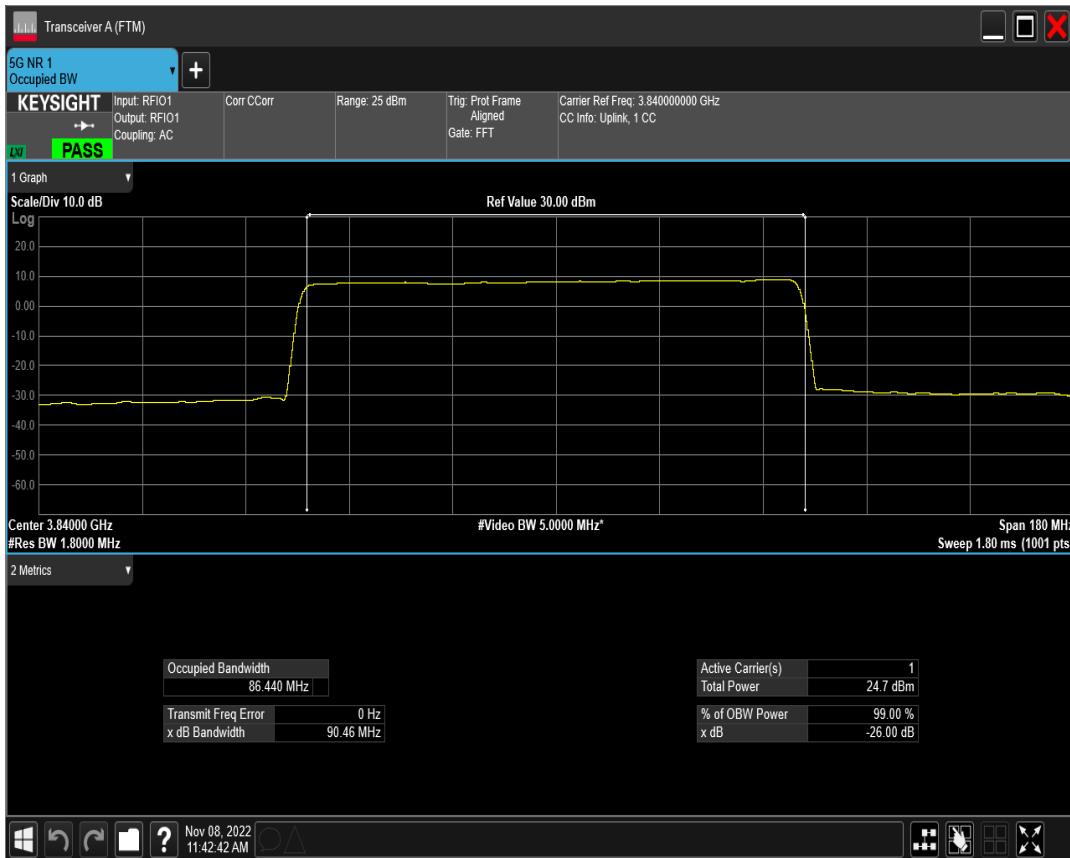 Transceiver A (FTM)
5G NR 1
Occupied BW
+
KEYSIGHT
LXI
PASS
Input: RFIO1
Output: RFIO1
Coupling: AC
Corr CCorr
Range: 25 dBm
Trig: Prot Frame
Aligned
Gate: FFT
Carrier Ref Freq: 3.840000000 GHz
CC Info: Uplink, 1 CC
1 Graph
Scale/Div 10.0 dB
Ref Value 30.00 dBm
Log
20.0
10.0
0.00
-10.0
-20.0
-30.0
-40.0
-50.0
-60.0
Center 3.84000 GHz
#Video BW 5.0000 MHz*
Span 180 MHz
#Res BW 1.8000 MHz
Sweep 1.80 ms (1001 pts
2 Metrics
Occupied Bandwidth
86.440 MHz
Transmit Freq Error 0 Hz
x dB Bandwidth 90.46 MHz
Active Carrier(s) 1
Total Power 24.7 dBm
% of OBW Power 99.00 %
x dB -26.00 dB
?
Nov 08, 2022
11:42:42 AM